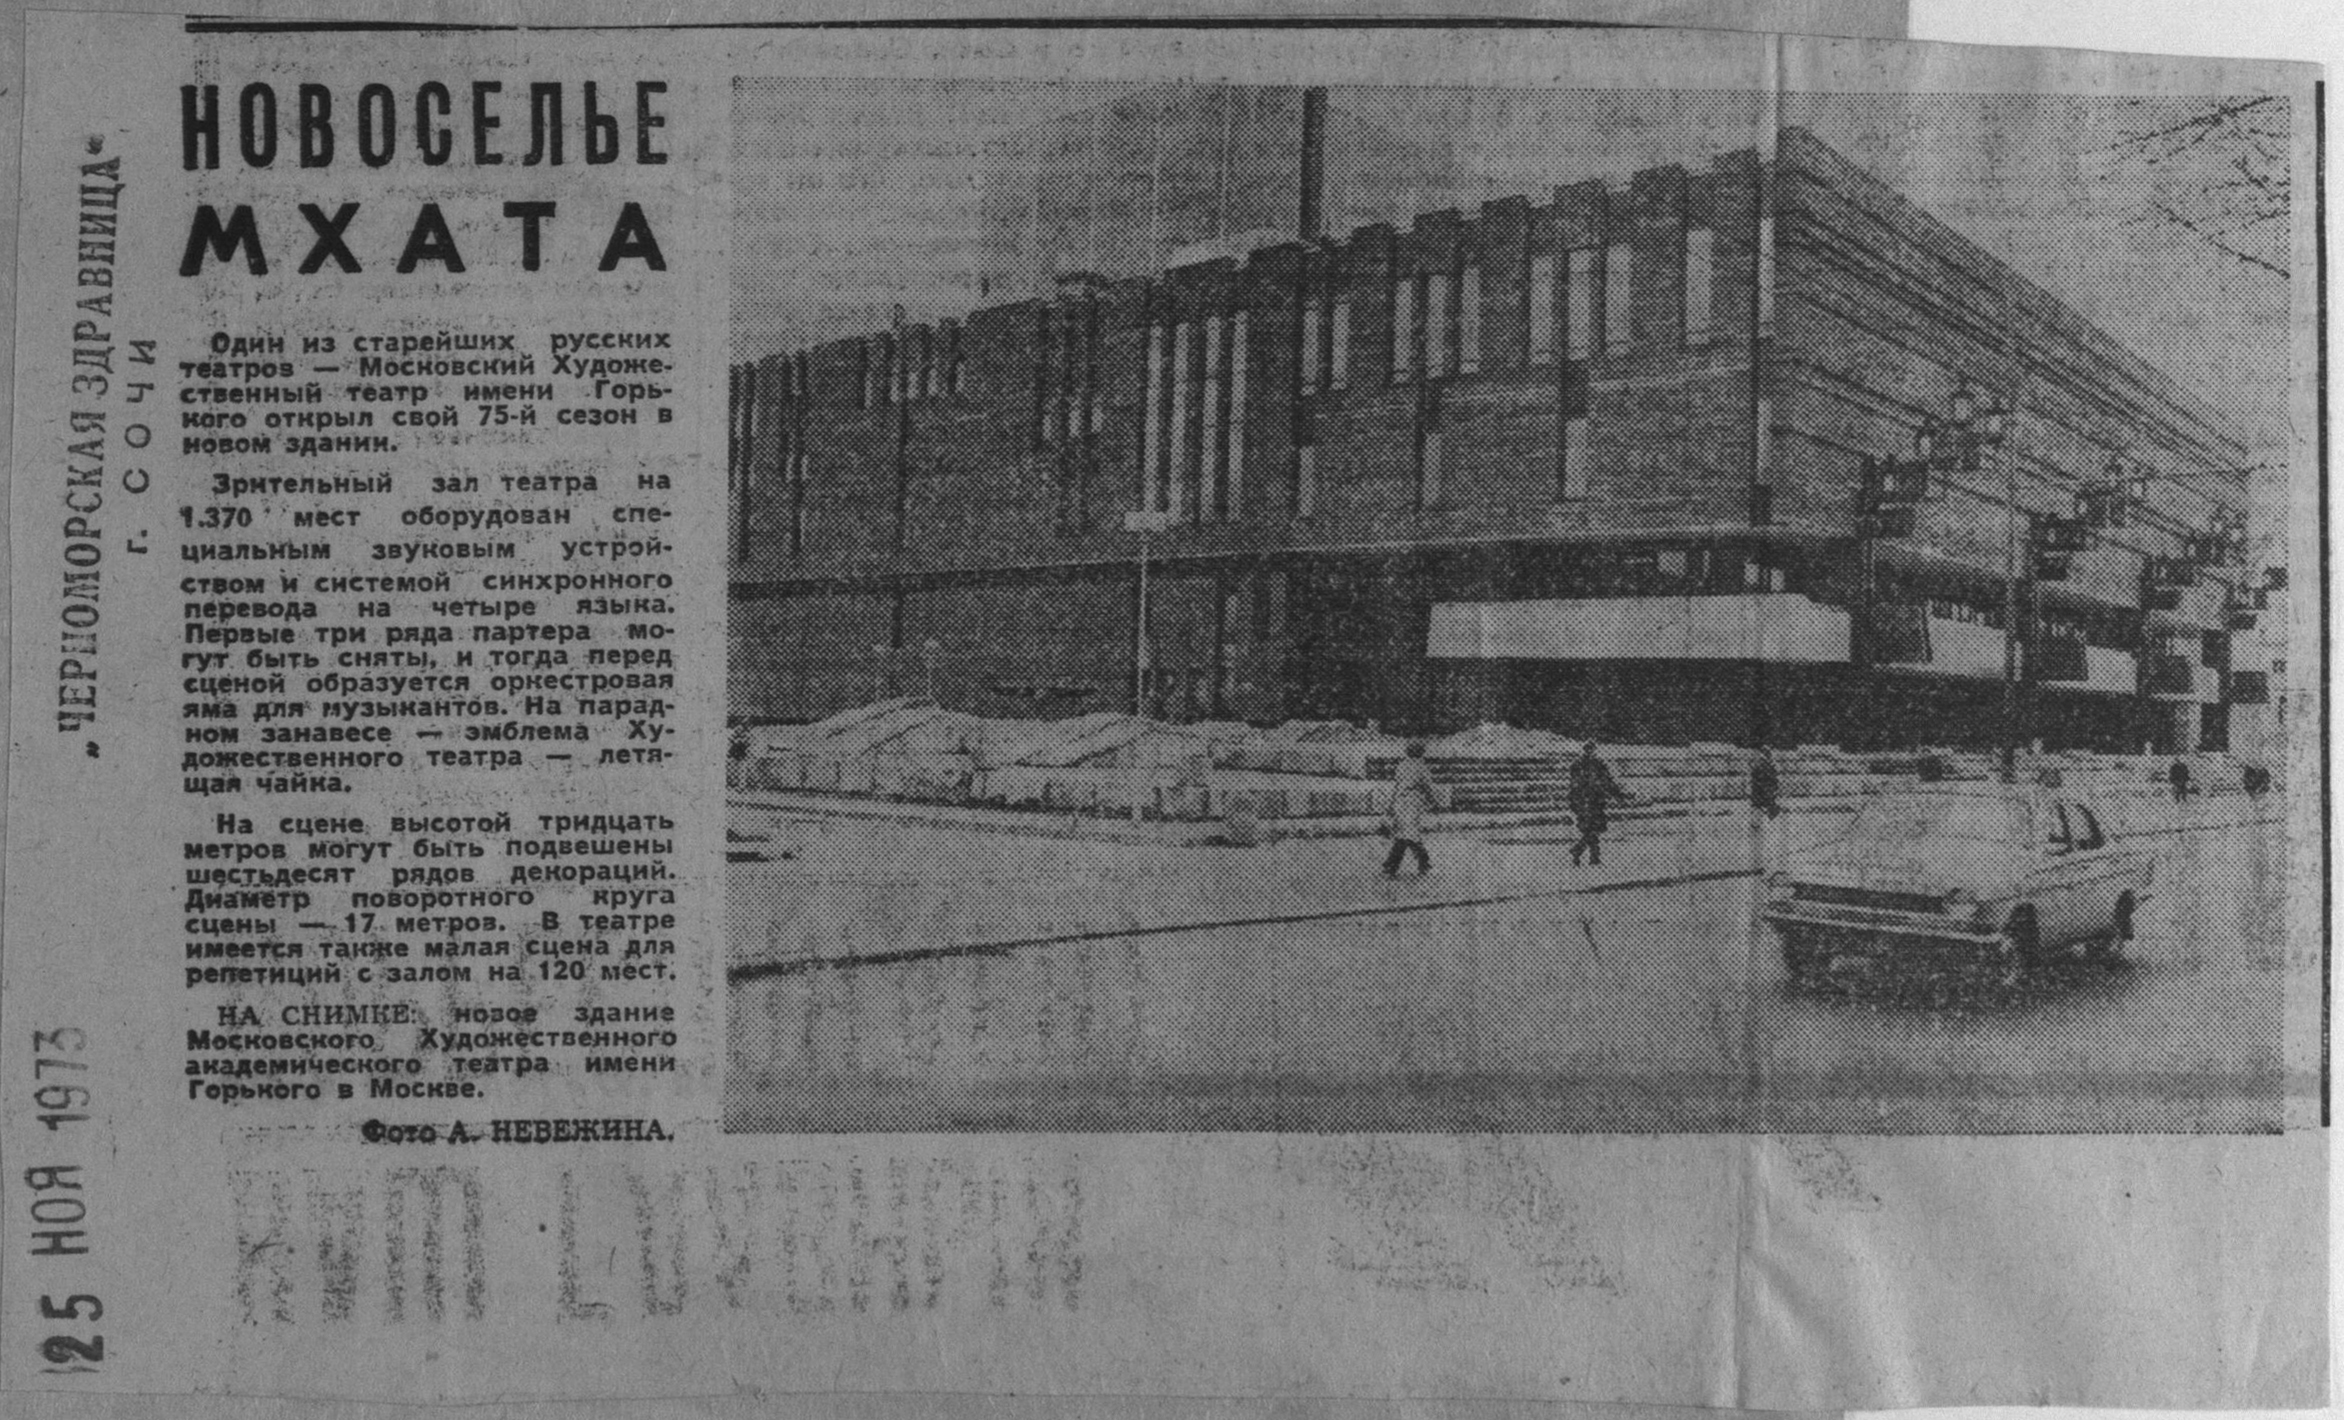 „ЧЕРНОМОРСКАЯ ЗДРАВНИЦА“
г. СОЧИ
25 НОЯ 1973
НОВОСЕЛЬЕ
МХАТА
Один из старейших русских
театров — Московский Художе-
ственный театр имени Горь-
кого открыл свой 75-й сезон в
новом здании.
Зрительный зал театра на
1.370 мест оборудован спе-
циальным звуковым устрой-
ством и системой синхронного
перевода на четыре языка.
Первые три ряда партера мо-
гут быть сняты, и тогда перед
сценой образуется оркестровая
яма для музыкантов. На парад-
ном занавесе — эмблема Ху-
дожественного театра — летя-
щая чайка.
На сцене высотой тридцать
метров могут быть подвешены
шестьдесят рядов декораций.
Диаметр поворотного круга
сцены — 17 метров. В театре
имеется также малая сцена для
репетиций с залом на 120 мест.
НА СНИМКЕ: новое здание
Московского Художественного
академического театра имени
Горького в Москве.
Фото А. НЕВЕЖИНА.